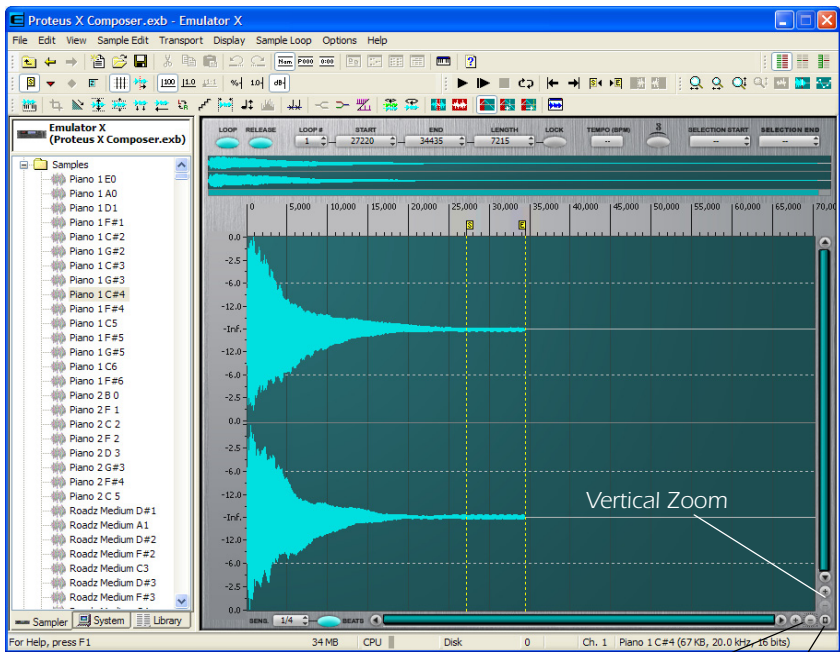 Proteus X Composer.exb - Emulator X
File Edit View Sample Edit Transport Display Sample Loop Options Help
Nam P000 0:00
|100 |1.0 % 1.0 dB
Emulator X
(Proteus X Composer.exb)
LOOP RELEASE LOOP # START END LENGTH LOCK TEMPO (BPM) S SELECTION START SELECTION END
1 27220 34435 7215 -- -- --
Samples
Piano 1 E0
Piano 1 A0
Piano 1 D1
Piano 1 F#1
Piano 1 C#2
Piano 1 G#2
Piano 1 C#3
Piano 1 G#3
Piano 1 C#4
Piano 1 F#4
Piano 1 C5
Piano 1 F#5
Piano 1 G#5
Piano 1 C6
Piano 1 F#6
Piano 2 B 0
Piano 2 F 1
Piano 2 C 2
Piano 2 F 2
Piano 2 D 3
Piano 2 G#3
Piano 2 F#4
Piano 2 C 5
Roadz Medium D#1
Roadz Medium A1
Roadz Medium D#2
Roadz Medium F#2
Roadz Medium C3
Roadz Medium D#3
Roadz Medium F#3
0 5,000 10,000 15,000 20,000 25,000 30,000 35,000 40,000 45,000 50,000 55,000 60,000 65,000 70,0
S E
0.0
-2.5
-6.0
-12.0
-Inf.
-12.0
-6.0
-2.5
0.0
-2.5
-6.0
-12.0
-Inf.
-12.0
-6.0
-2.5
0.0
Vertical Zoom
SENS 1/4 BEATS
Sampler System Library
For Help, press F1 34 MB CPU Disk 0 Ch. 1 Piano 1 C#4 (67 KB, 20.0 kHz, 16 bits)